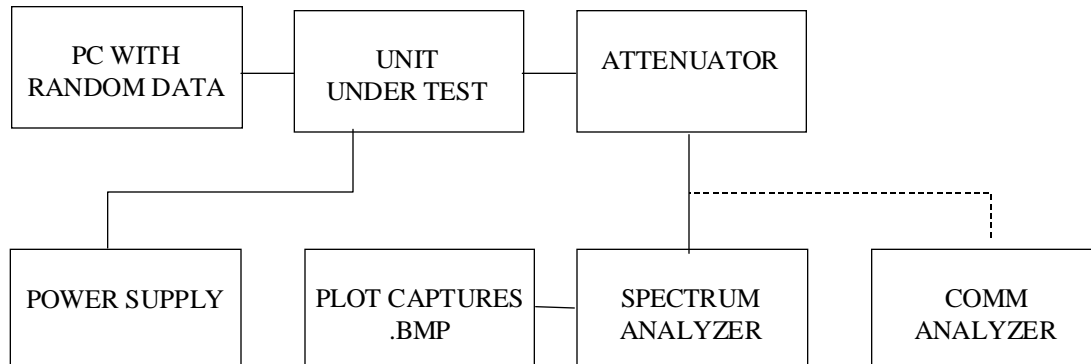 PC WITH
RANDOM DATA
UNIT
UNDER TEST
ATTENUATOR
POWER SUPPLY
PLOT CAPTURES
.BMP
SPECTRUM
ANALYZER
COMM
ANALYZER